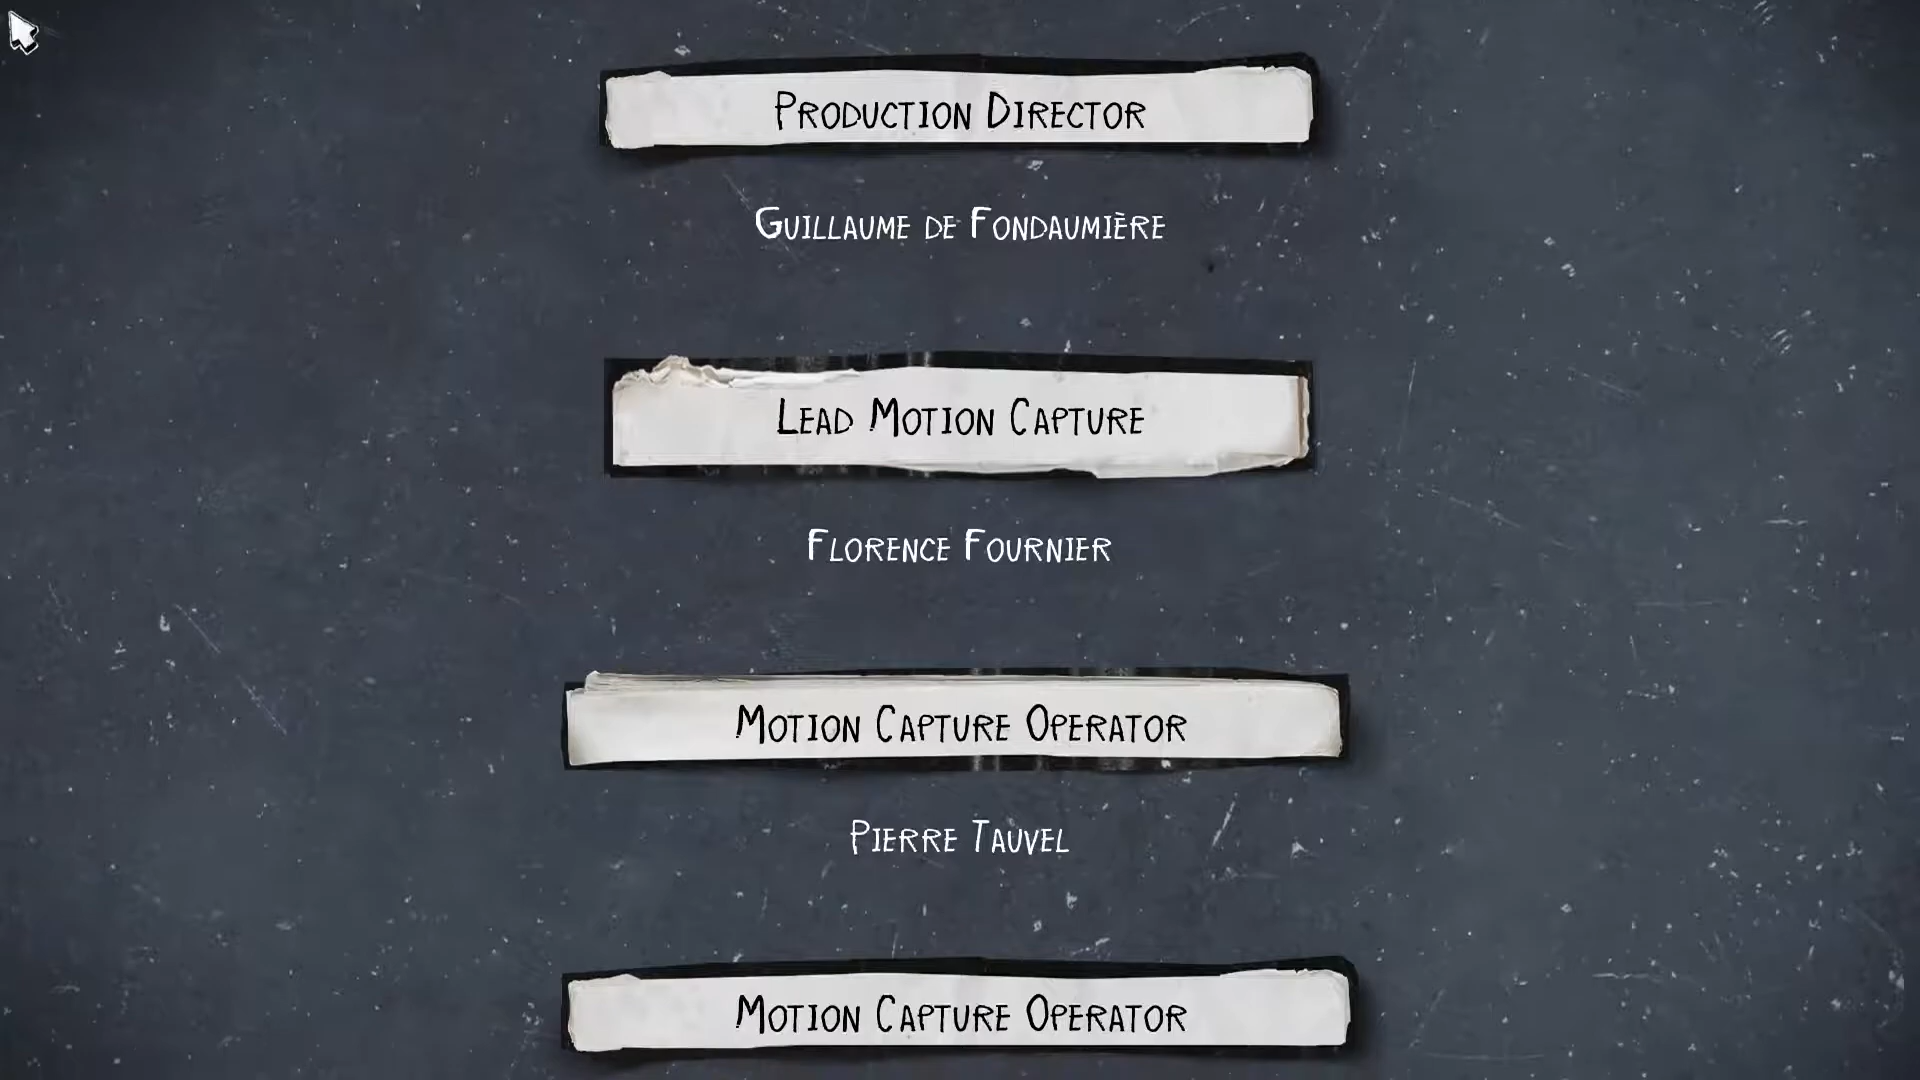 Production Director
Guillaume de Fondaumière
Lead Motion Capture
Florence Fournier
Motion Capture Operator
Pierre Tauvel
Motion Capture Operator